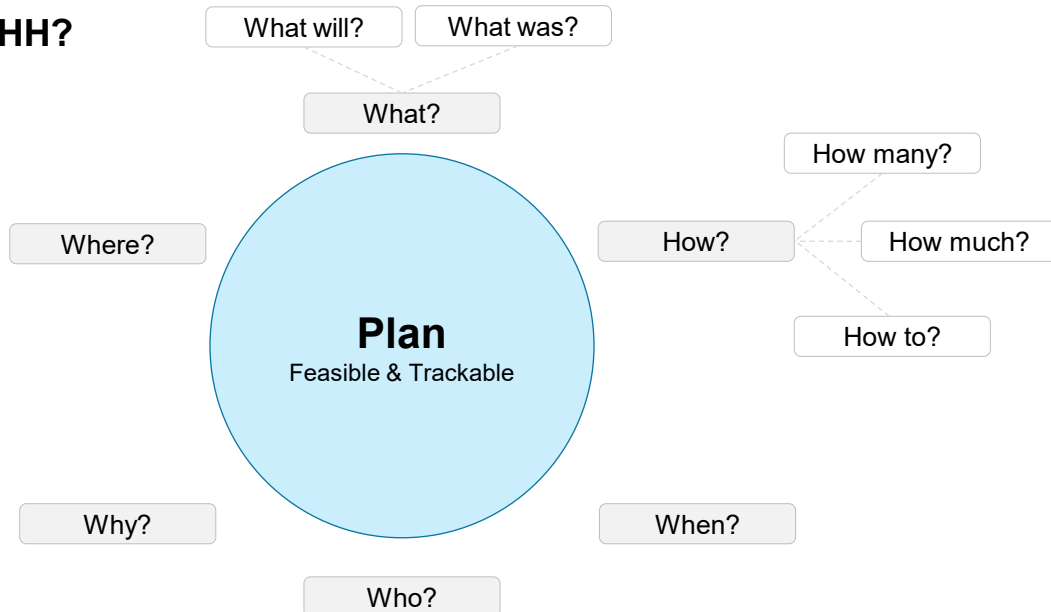 HH?
What will?
What was?
What?
How many?
Where?
How?
How much?
Plan
Feasible & Trackable
How to?
Why?
When?
Who?